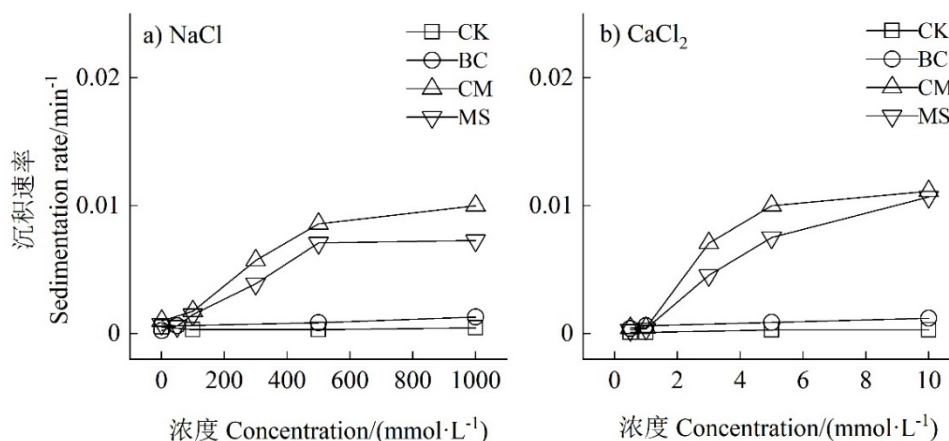 沉积速率
Sedimentation rate/min⁻¹
a) NaCl
CK
BC
CM
MS
0.02
0.01
0
0 200 400 600 800 1000
浓度 Concentration/(mmol·L⁻¹)
b) CaCl₂
CK
BC
CM
MS
0.02
0.01
0
0 2 4 6 8 10
浓度 Concentration/(mmol·L⁻¹)